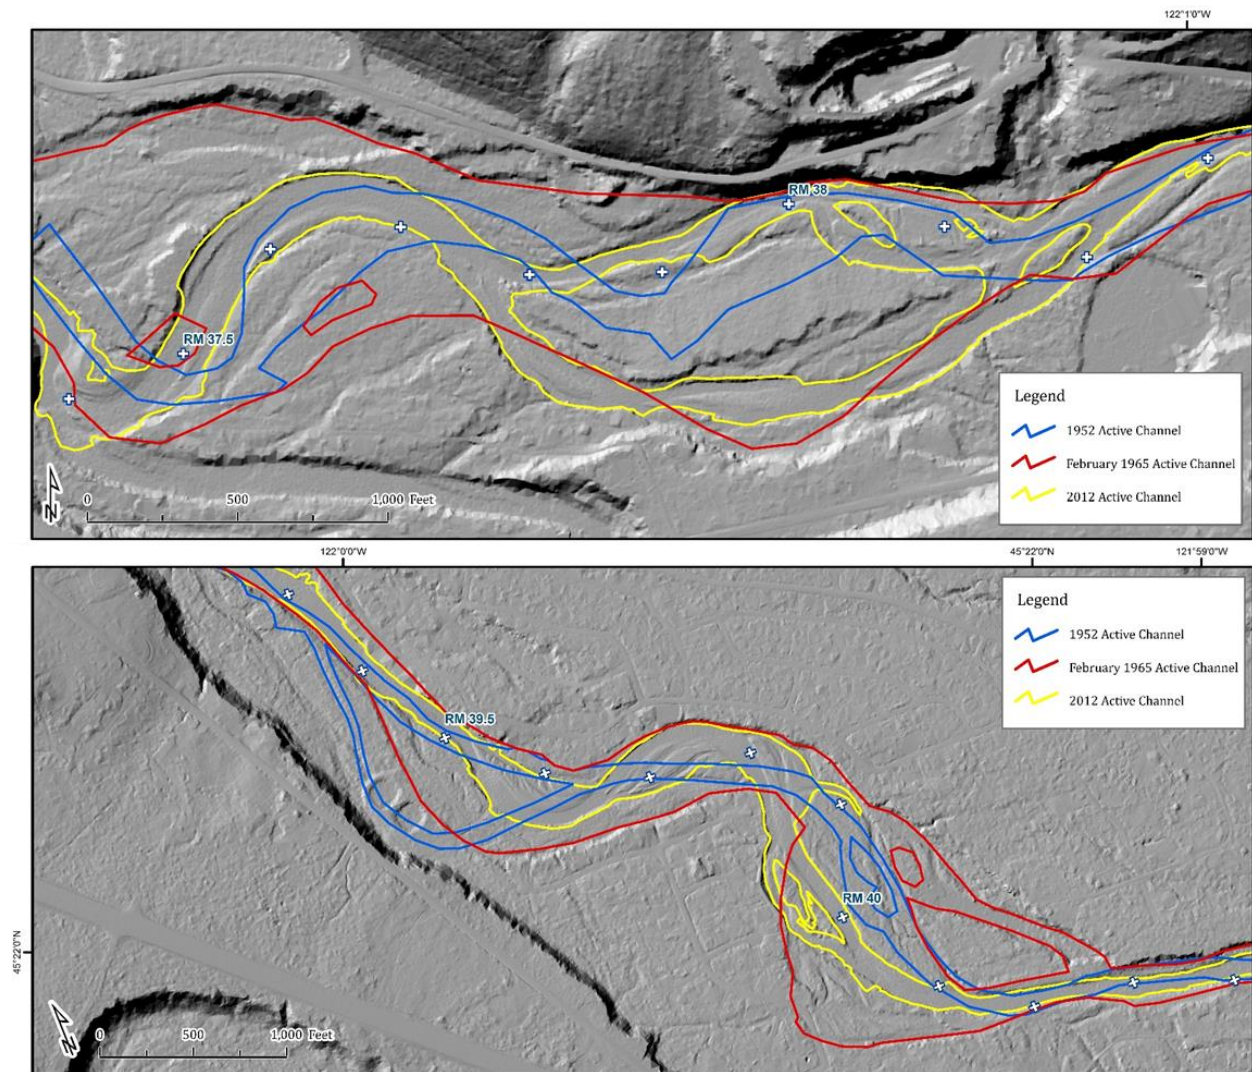 122°1'0"W
RM 38
RM 37.5
Legend
1952 Active Channel
February 1965 Active Channel
2012 Active Channel
N
0 500 1,000 Feet
122°0'0"W
45°22'0"N
121°59'0"W
Legend
1952 Active Channel
February 1965 Active Channel
2012 Active Channel
RM 39.5
RM 40
45°22'0"N
N
0 500 1,000 Feet